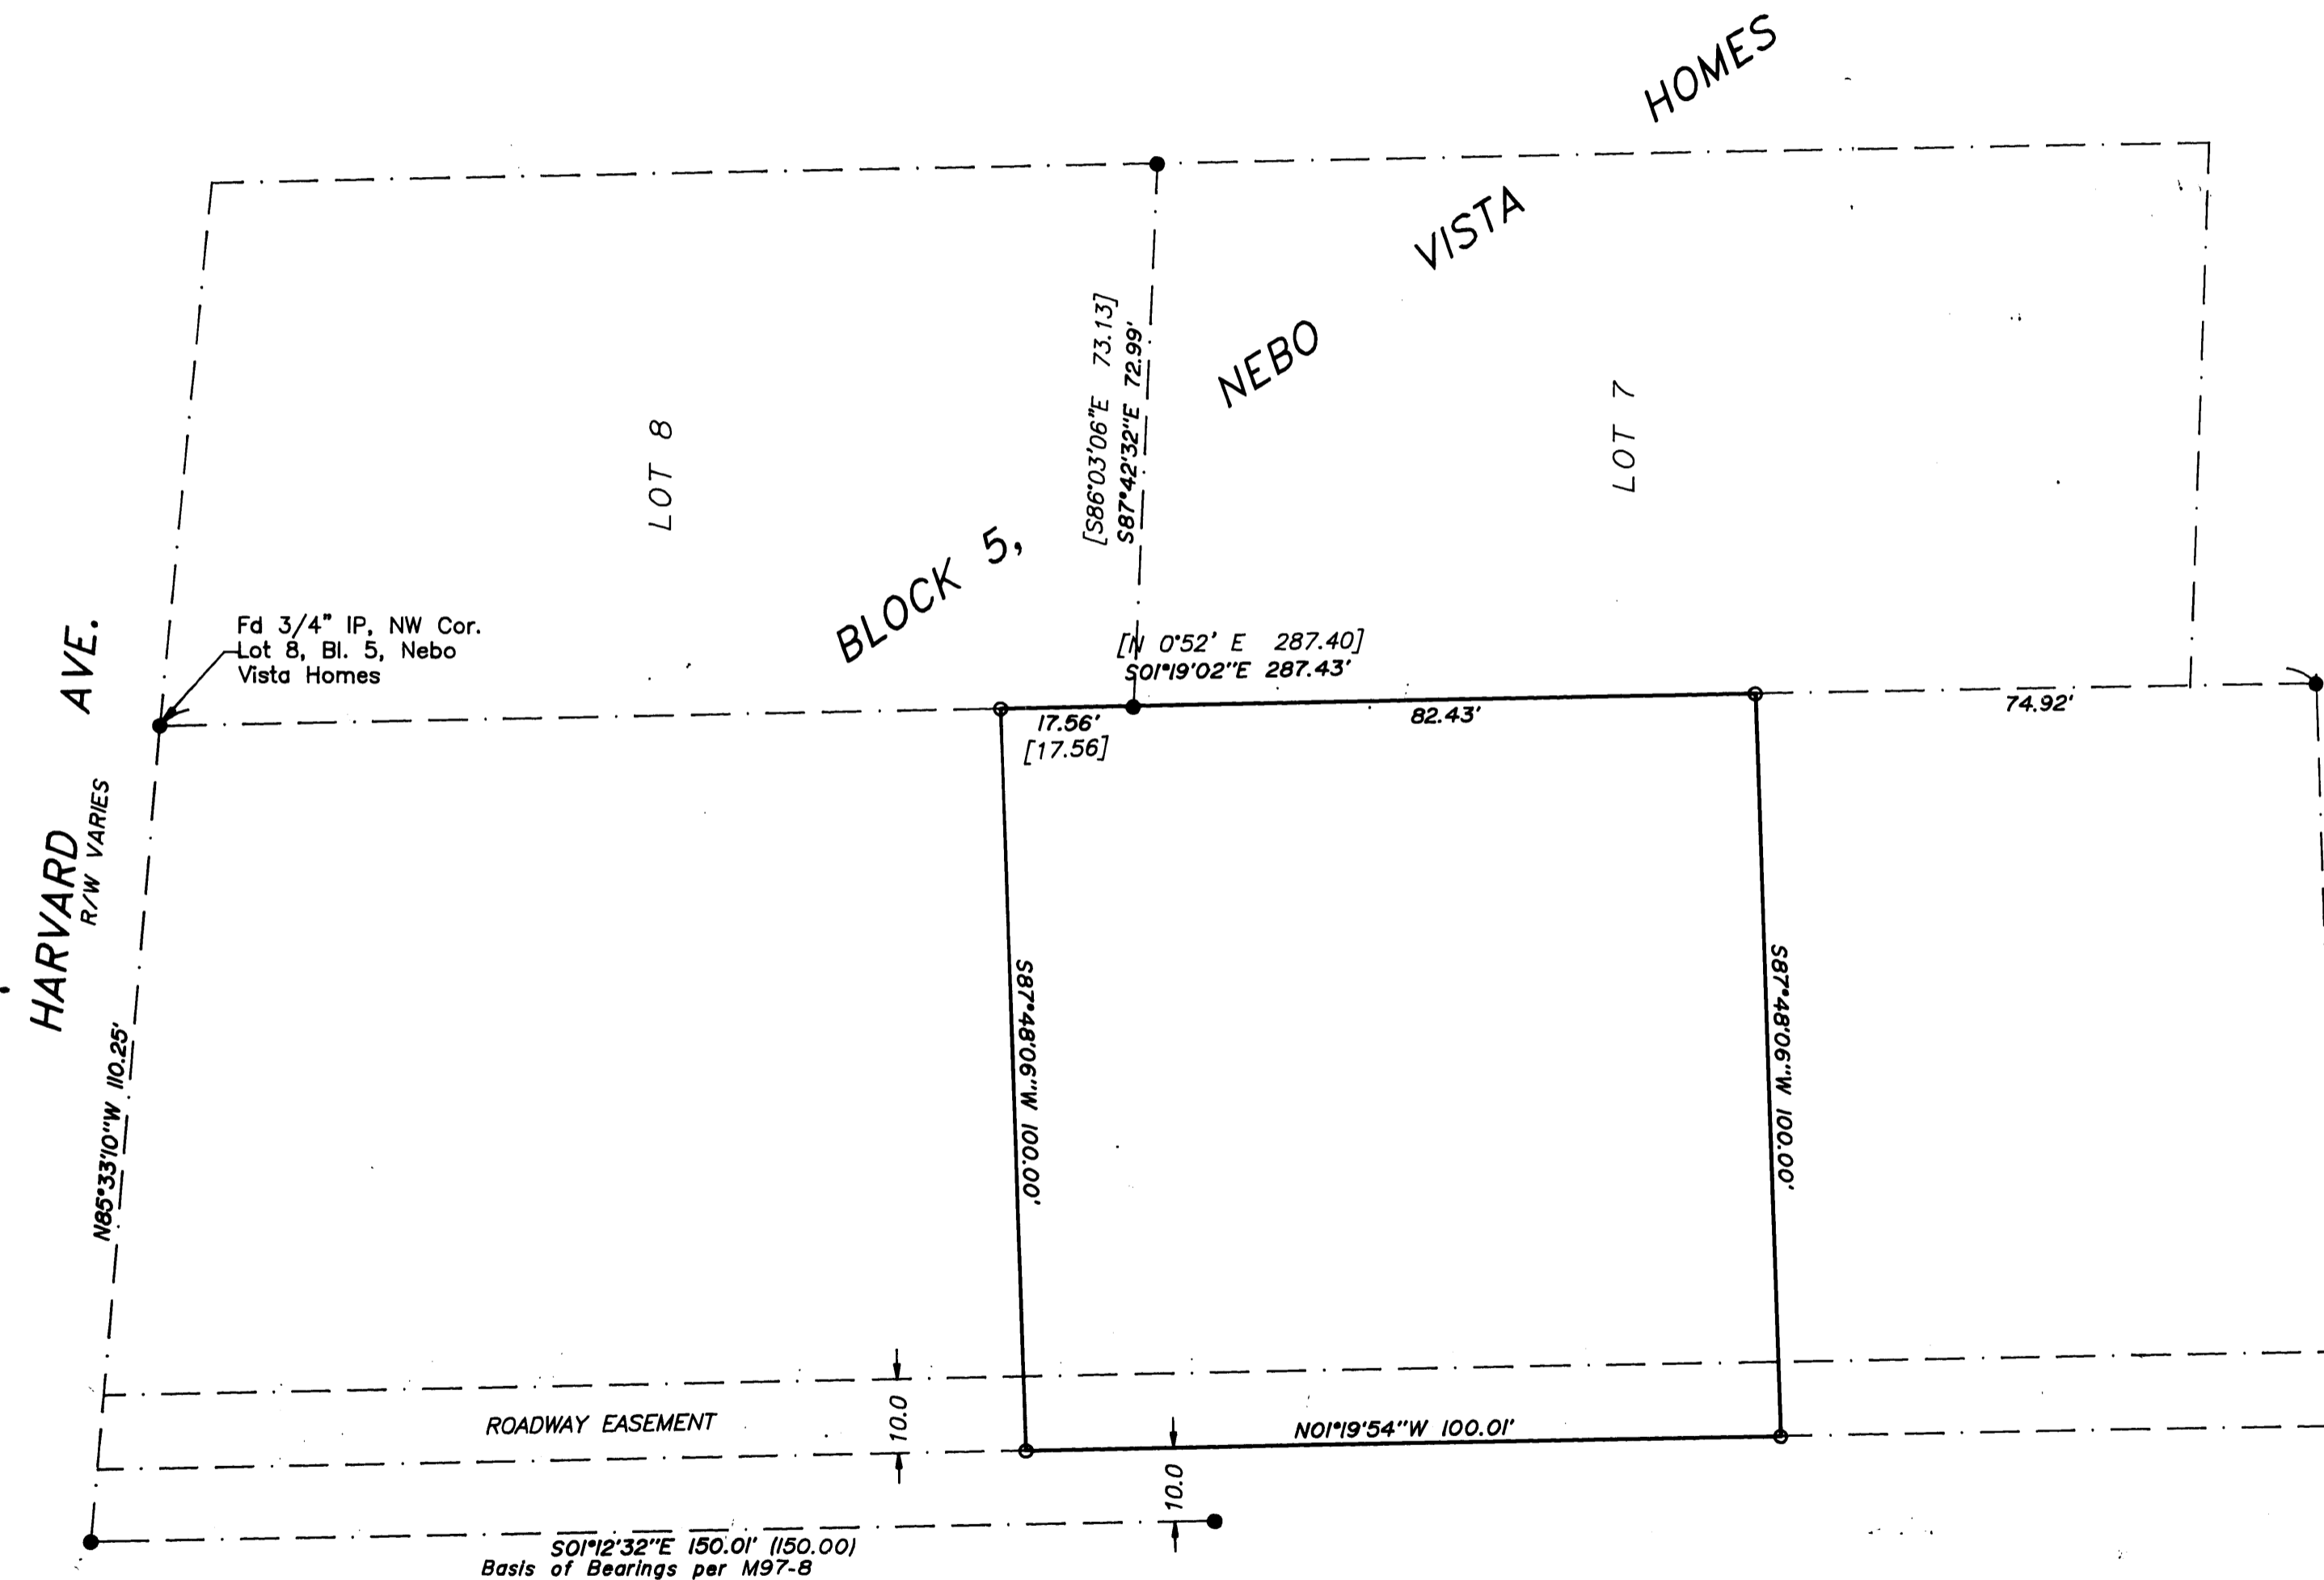 HOMES
VISTA
NEBO
BLOCK 5,
LOT 8
LOT 7
[S86°03'06"E 73.13]
S87°42'32"E 72.99'
Fd 3/4" IP, NW Cor.
Lot 8, Bl. 5, Nebo
Vista Homes
[N 0°52' E 287.40]
S01°19'02"E 287.43'
17.56'
[17.56]
82.43'
74.92'
HARVARD AVE.
R/W VARIES
N85°33'10"W 110.25'
S87°48'06"W 100.00'
S87°48'06"W 100.00'
ROADWAY EASEMENT
10.0
N01°19'54"W 100.01'
10.0
S01°12'32"E 150.01' (150.00)
Basis of Bearings per M97-8